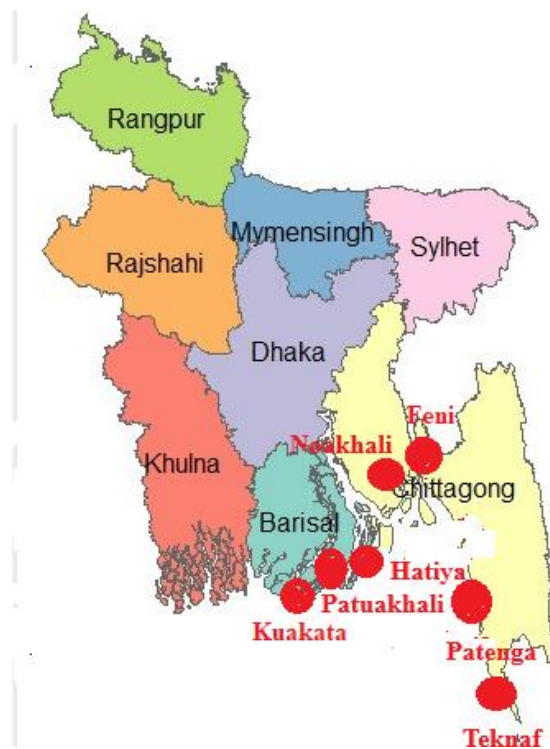 Rangpur
Mymensingh
Sylhet
Rajshahi
Dhaka
Feni
Noakhali
Khulna
Chittagong
Barisal
Hatiya
Patuakhali
Kuakata
Patenga
Teknaf